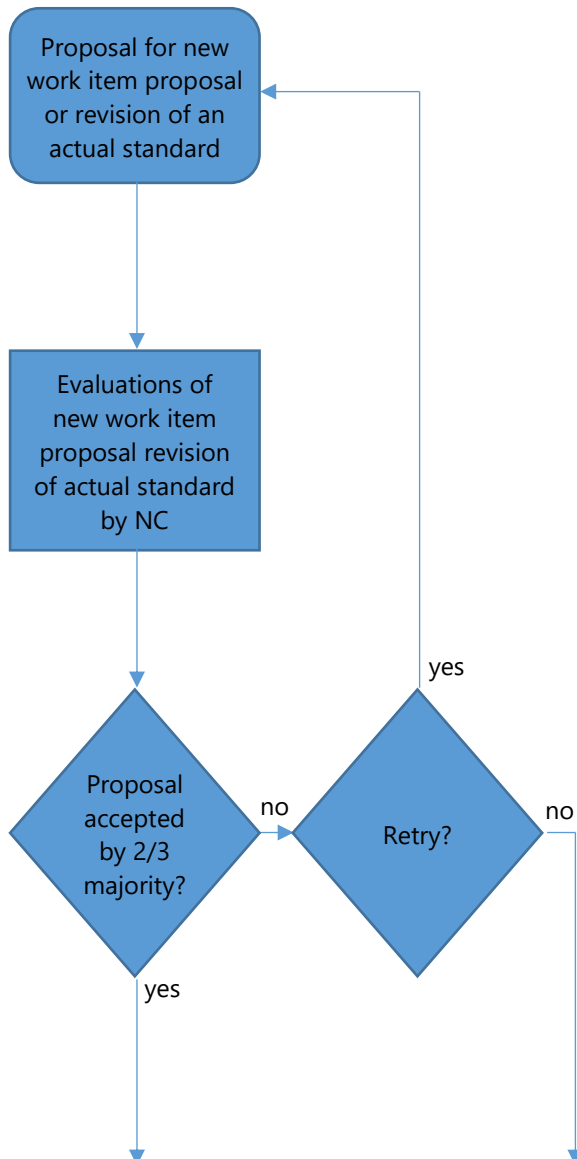 Proposal for new
work item proposal
or revision of an
actual standard
Evaluations of
new work item
proposal revision
of actual standard
by NC
yes
Proposal
accepted
by 2/3
majority?
no
Retry?
no
yes